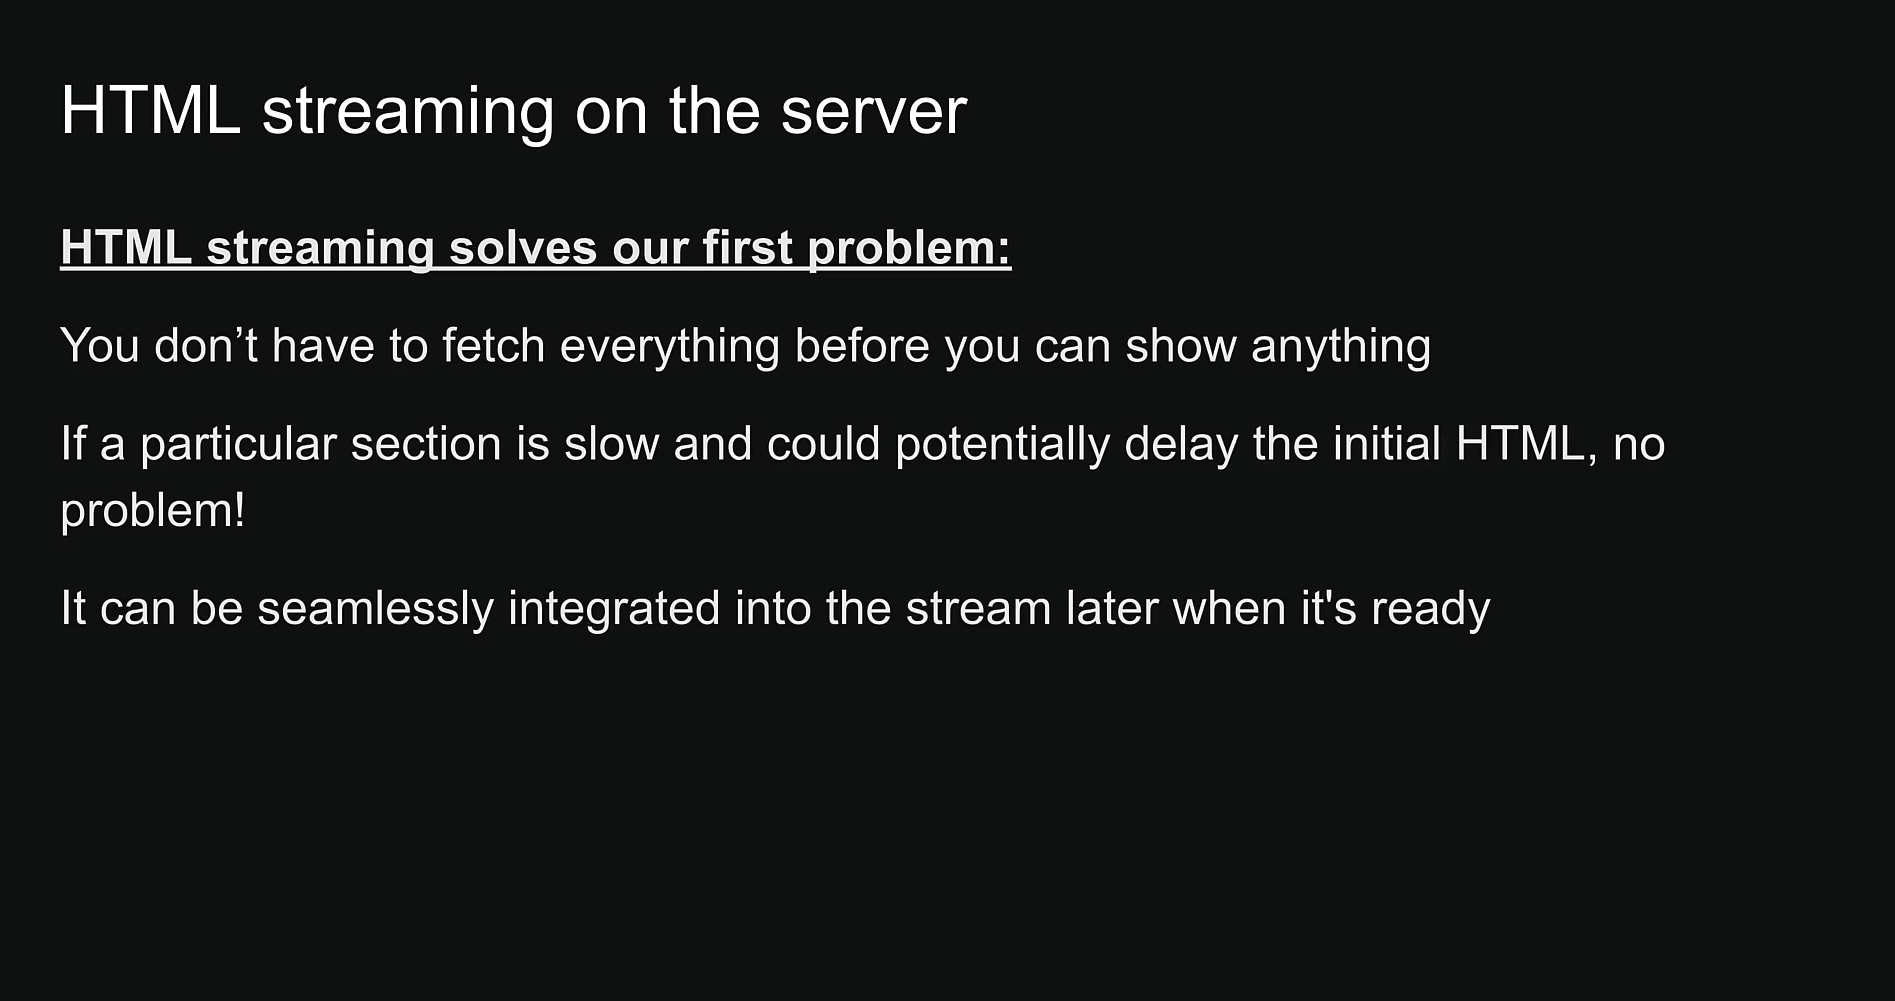 HTML streaming on the server
HTML streaming solves our first problem:
You don’t have to fetch everything before you can show anything
If a particular section is slow and could potentially delay the initial HTML, no
problem!
It can be seamlessly integrated into the stream later when it's ready